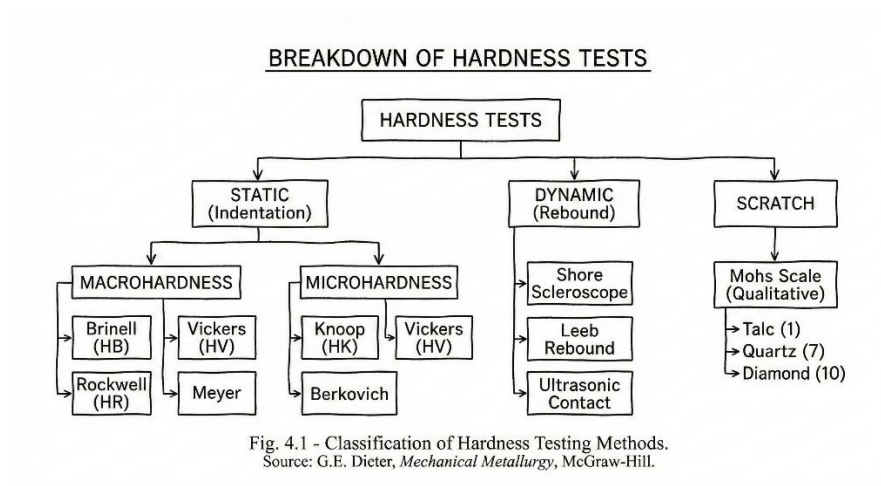 BREAKDOWN OF HARDNESS TESTS
HARDNESS TESTS
STATIC
(Indentation)
DYNAMIC
(Rebound)
SCRATCH
MACROHARDNESS
MICROHARDNESS
Brinell
(HB)
Vickers
(HV)
Rockwell
(HR)
Meyer
Knoop
(HK)
Vickers
(HV)
Berkovich
Shore
Scleroscope
Leeb
Rebound
Ultrasonic
Contact
Mohs Scale
(Qualitative)
Talc (1)
Quartz (7)
Diamond (10)
Fig. 4.1 - Classification of Hardness Testing Methods.
Source: G.E. Dieter, Mechanical Metallurgy, McGraw-Hill.